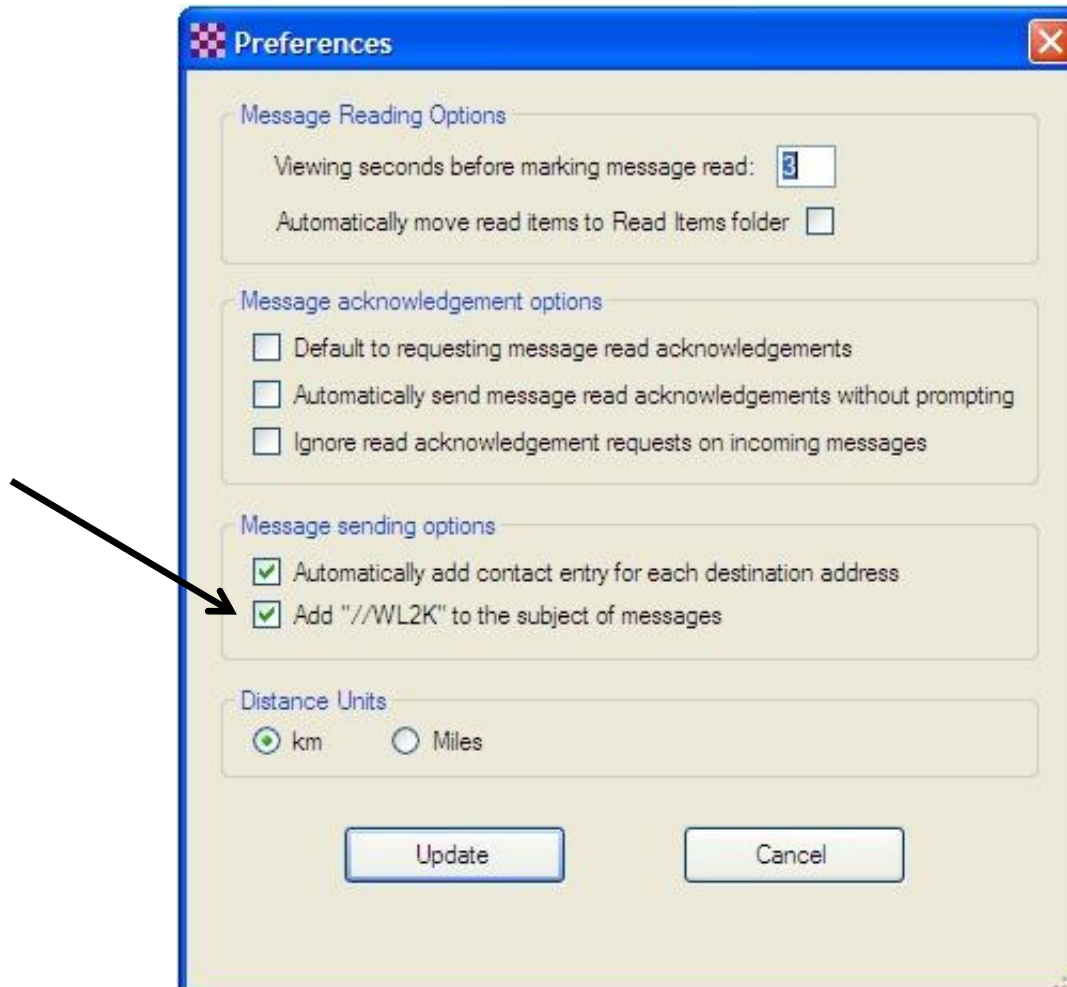 Preferences
Message Reading Options
Viewing seconds before marking message read: 3
Automatically move read items to Read Items folder
Message acknowledgement options
Default to requesting message read acknowledgements
Automatically send message read acknowledgements without prompting
Ignore read acknowledgement requests on incoming messages
Message sending options
Automatically add contact entry for each destination address
Add "//WL2K" to the subject of messages
Distance Units
km Miles
Update Cancel